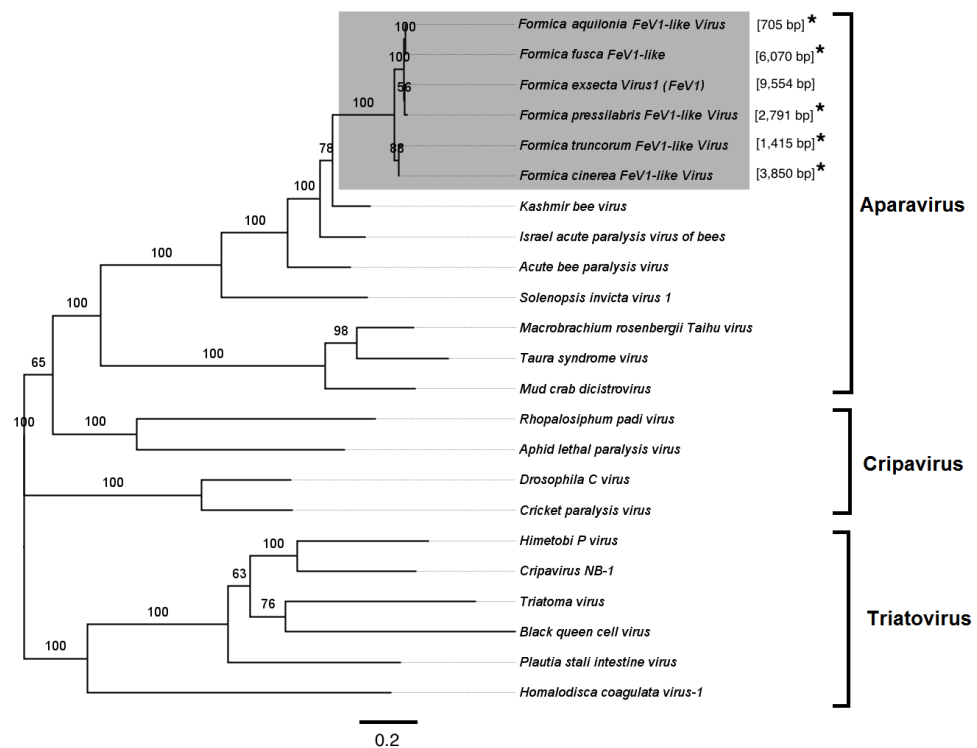 100
Formica aquilonia FeV1-like Virus
[705 bp]*
100
Formica fusca FeV1-like
[6,070 bp]*
56
Formica exsecta Virus1 (FeV1)
[9,554 bp]
100
Formica pressilabris FeV1-like Virus
[2,791 bp]*
88
Formica truncorum FeV1-like Virus
[1,415 bp]*
Formica cinerea FeV1-like Virus
[3,850 bp]*
78
Kashmir bee virus
Aparavirus
100
Israel acute paralysis virus of bees
100
Acute bee paralysis virus
100
Solenopsis invicta virus 1
100
98
Macrobrachium rosenbergii Taihu virus
Taura syndrome virus
100
Mud crab dicistrovirus
65
100
100
Rhopalosiphum padi virus
Aphid lethal paralysis virus
Cripavirus
100
Drosophila C virus
Cricket paralysis virus
100
Himetobi P virus
Cripavirus NB-1
63
76
Triatoma virus
Triatovirus
100
Black queen cell virus
100
Plautia stali intestine virus
Homalodisca coagulata virus-1
0.2